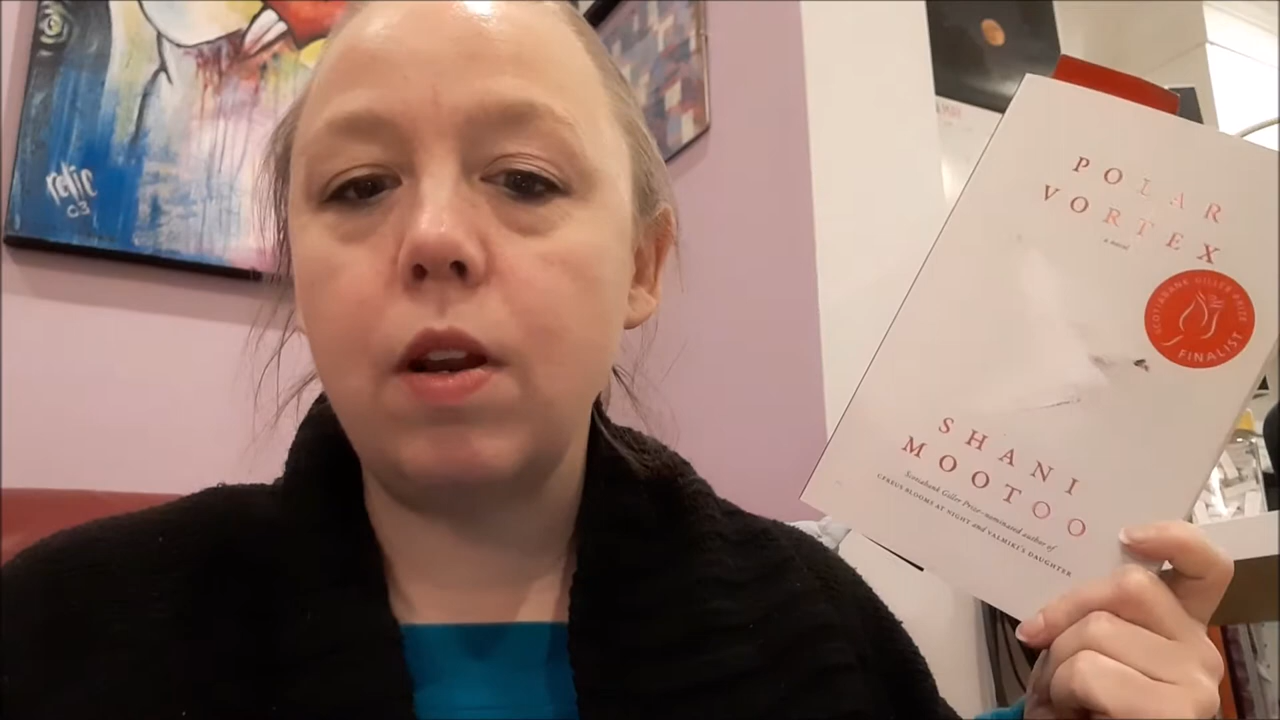 relic
03
POLAR
VORTEX
a novel
SCOTIABANK GILLER PRIZE
FINALIST
SHANI
MOOTOO
Scotiabank Giller Prize–nominated author of
CEREUS BLOOMS AT NIGHT and VALMIKI'S DAUGHTER